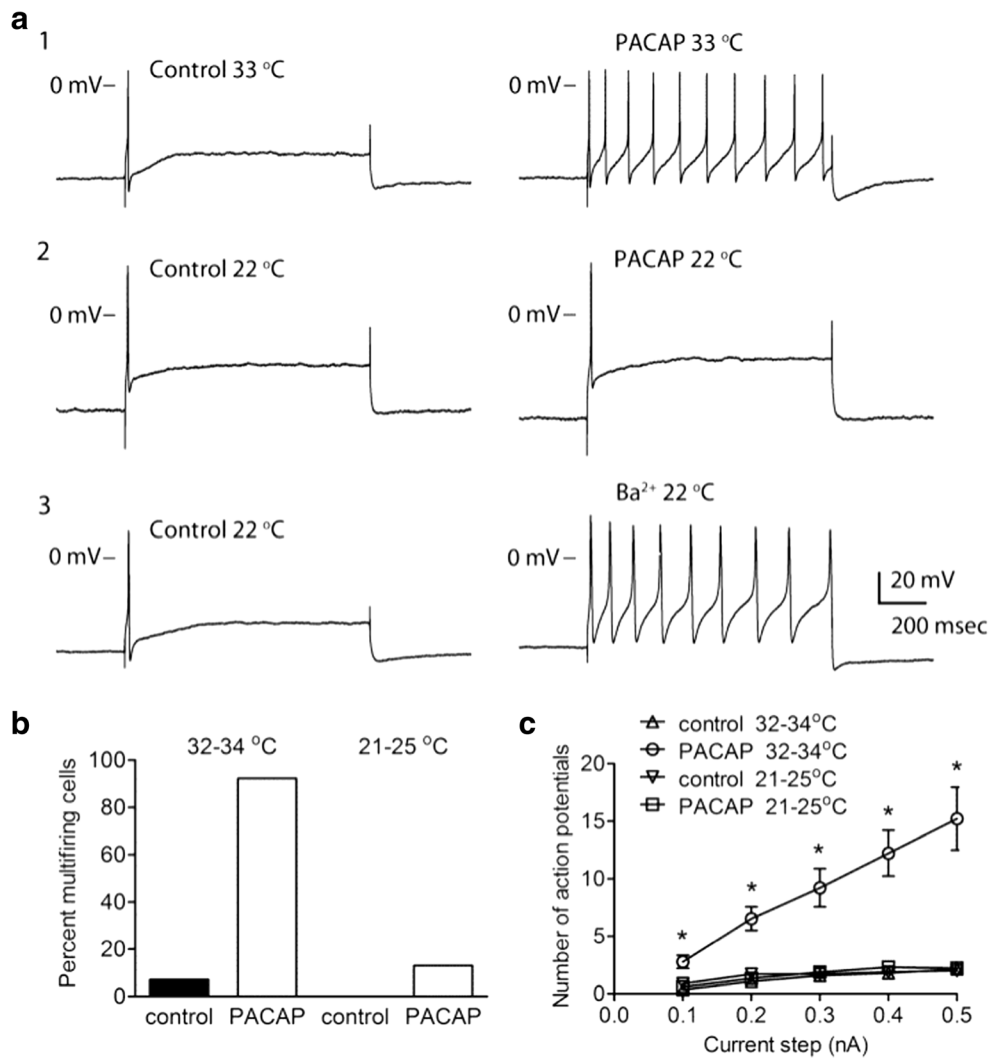 a
1
Control 33 °C
PACAP 33 °C
0 mV
0 mV
2
Control 22 °C
PACAP 22 °C
0 mV
0 mV
3
Control 22 °C
Ba²⁺ 22 °C
0 mV
0 mV
20 mV
200 msec
b
32-34 °C
21-25 °C
Percent multifiring cells
100
80
60
40
20
0
control
PACAP
control
PACAP
c
control 32-34°C
PACAP 32-34°C
control 21-25°C
PACAP 21-25°C
Number of action potentials
20
15
10
5
0
*
*
*
*
*
0.0
0.1
0.2
0.3
0.4
0.5
Current step (nA)